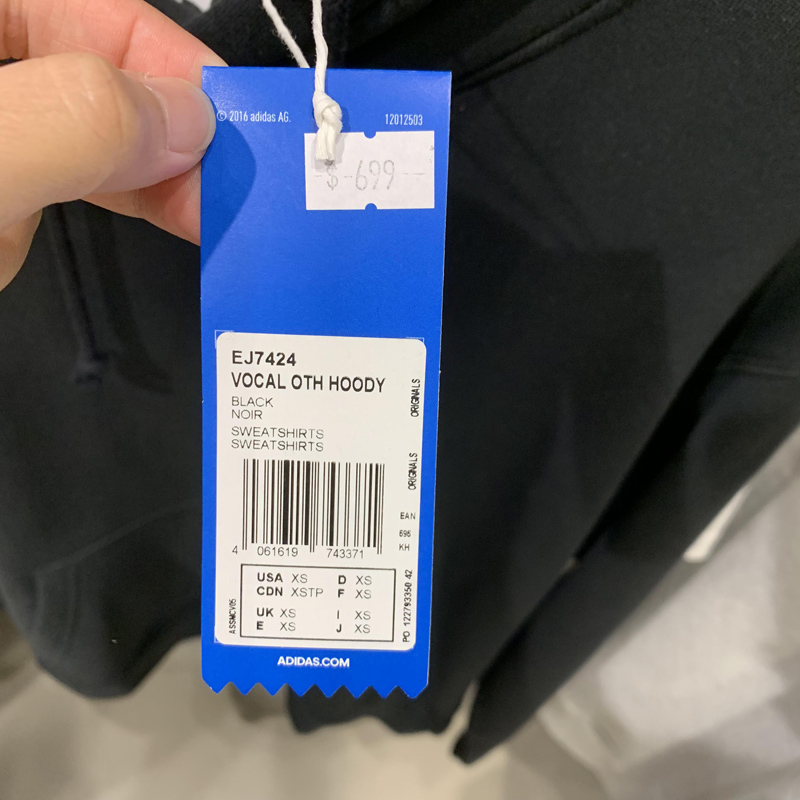 © 2016 adidas AG.
12012503
$-699
EJ7424
VOCAL OTH HOODY
BLACK
NOIR
SWEATSHIRTS
SWEATSHIRTS
ORIGINALS
ORIGINALS
EAN
KH
4 061619 743371
USA XS D XS
CDN XSTP F XS
UK XS I XS
E XS J XS
ASSMCV05
PO 122793350 42
ADIDAS.COM